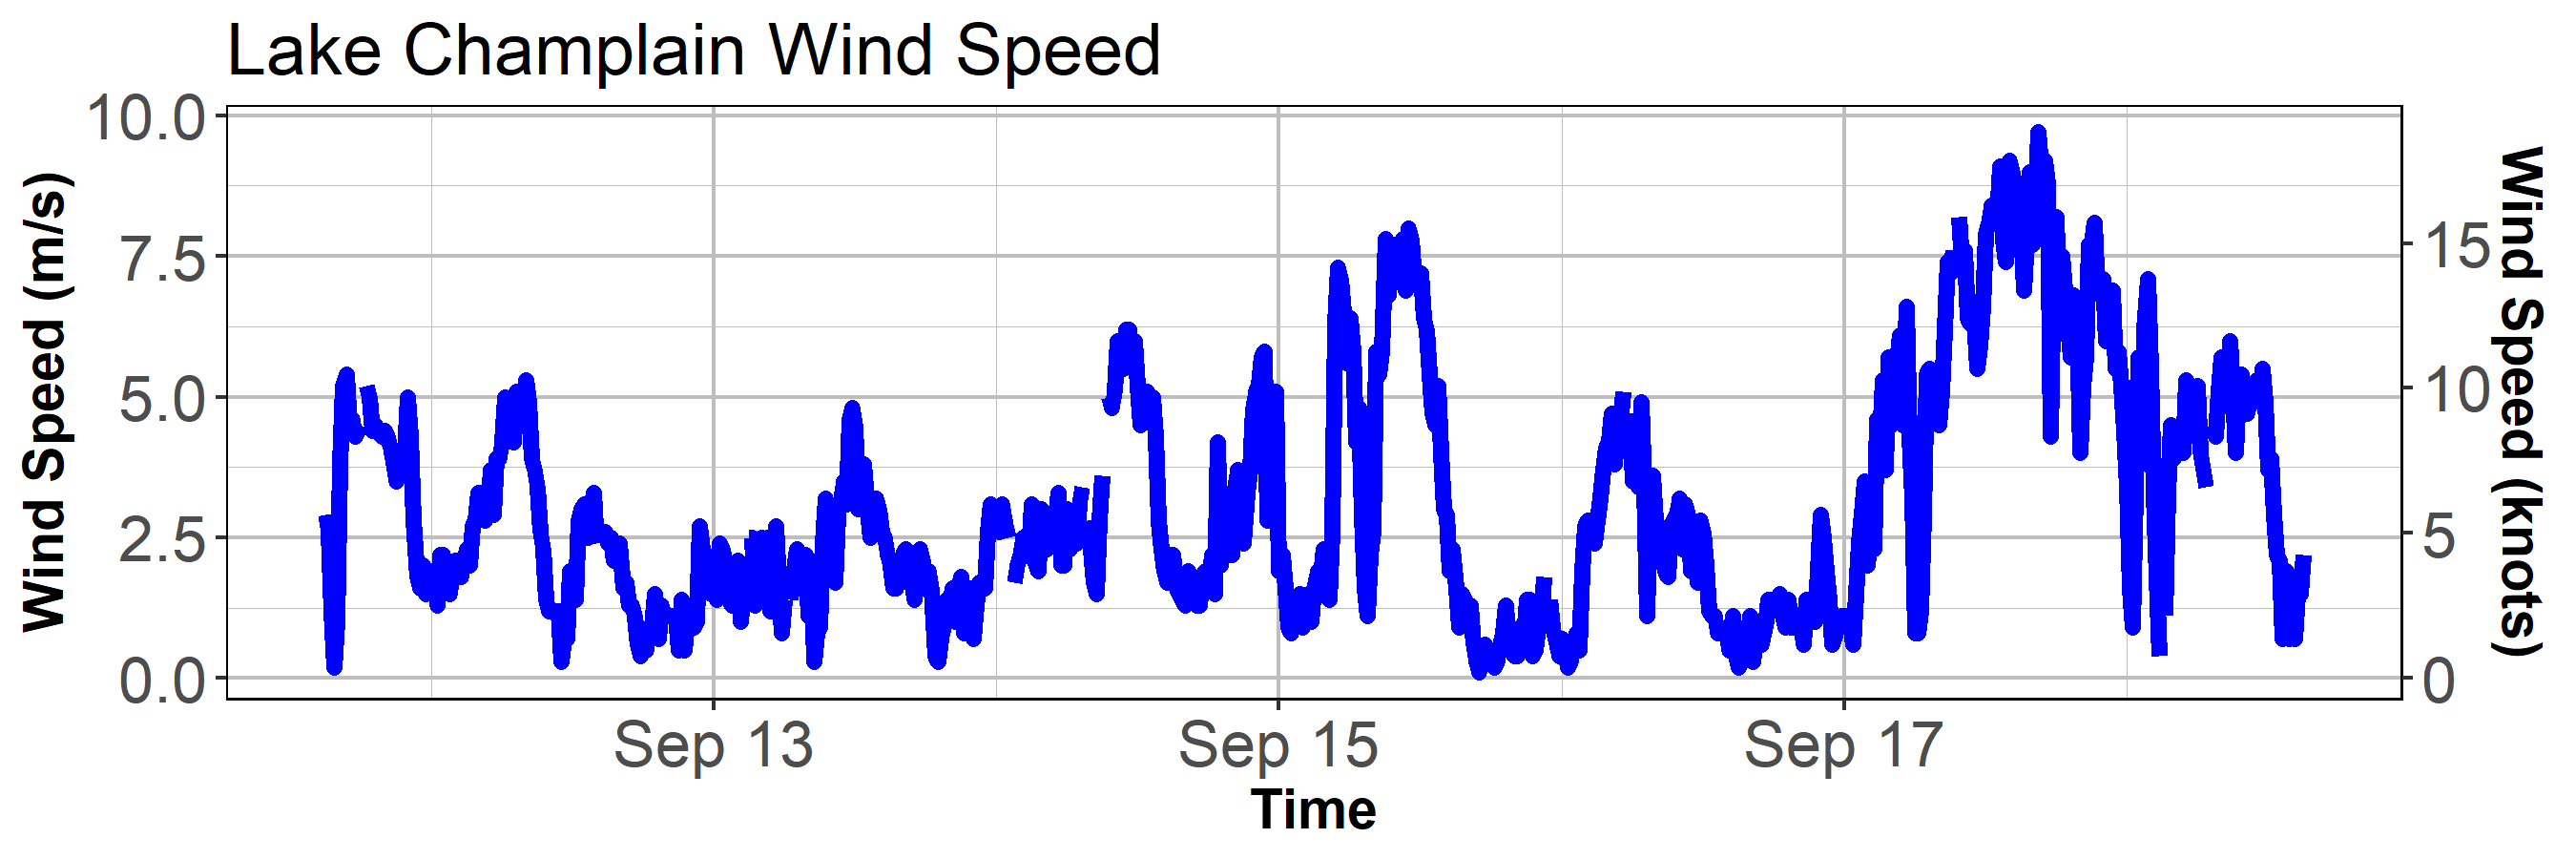 Lake Champlain Wind Speed
Wind Speed (m/s)
10.0
7.5
5.0
2.5
0.0
15
10
5
0
Wind Speed (knots)
Sep 13
Sep 15
Sep 17
Time